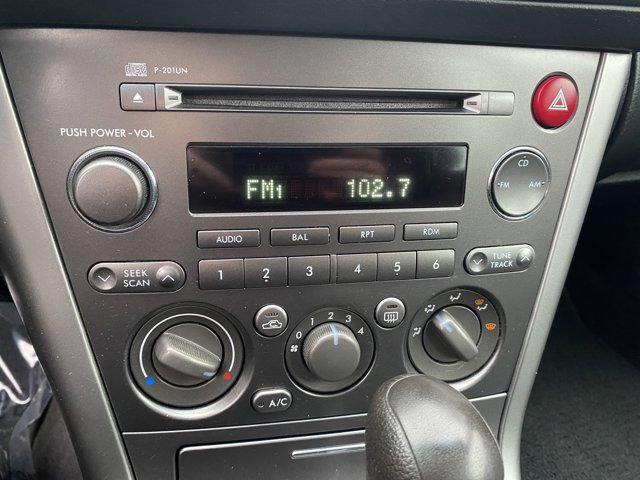 P-201UN
PUSH POWER-VOL
FM1 102.7
CD
FM AM
AUDIO BAL RPT RDM
SEEK
SCAN
1 2 3 4 5 6
TUNE
TRACK
0 1 2 3 4
A/C